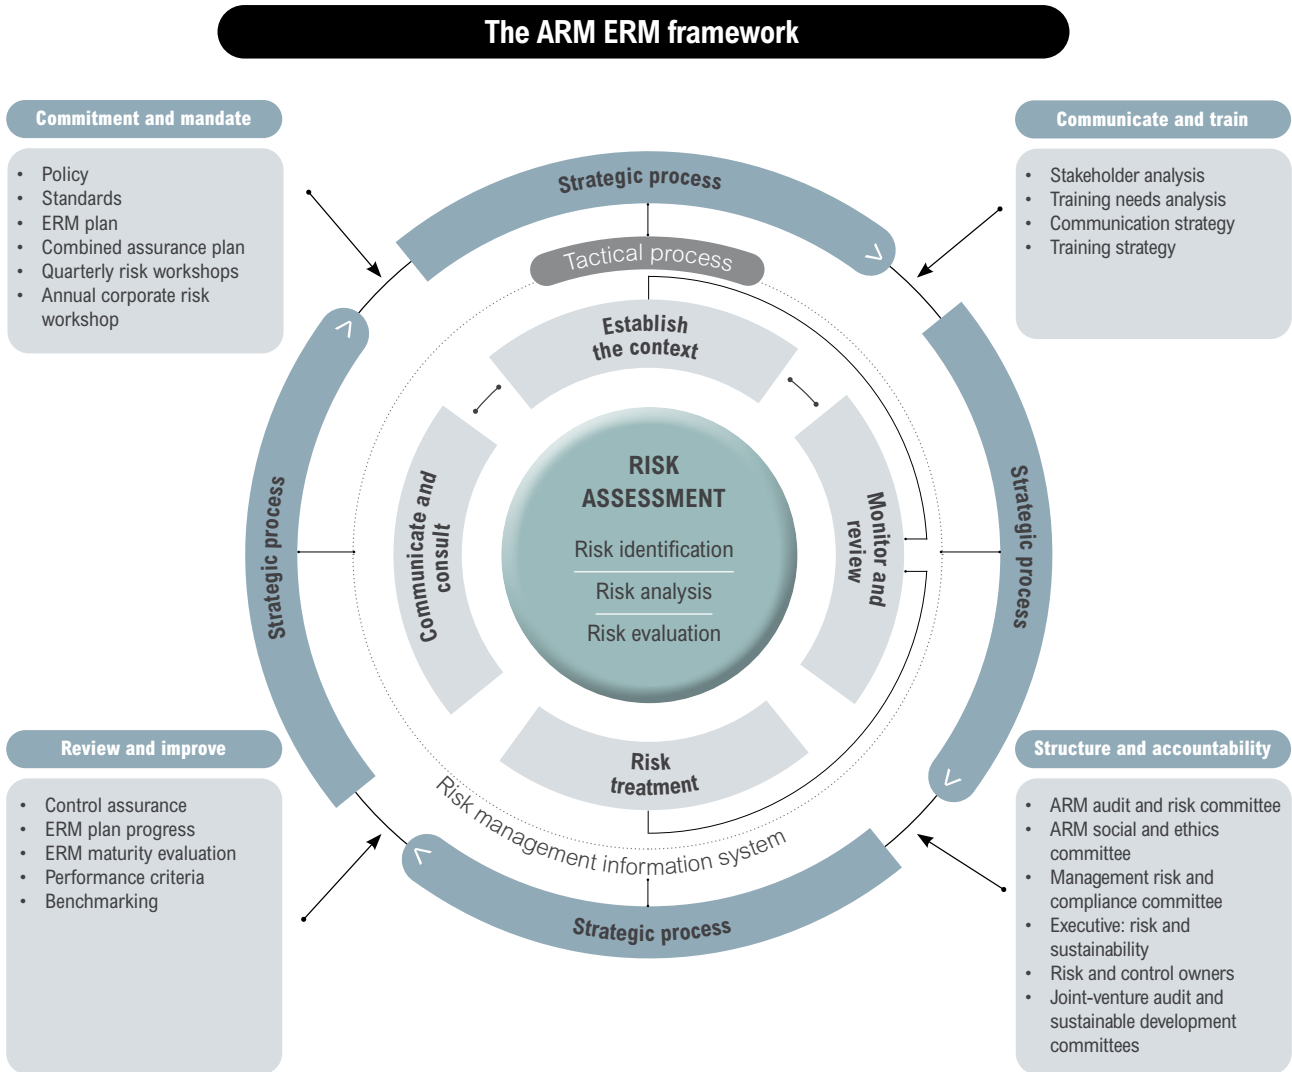 The ARM ERM framework
Commitment and mandate
• Policy
• Standards
• ERM plan
• Combined assurance plan
• Quarterly risk workshops
• Annual corporate risk
workshop
Communicate and train
• Stakeholder analysis
• Training needs analysis
• Communication strategy
• Training strategy
Strategic process
Tactical process
Establish
the context
Strategic process
Communicate and
consult
RISK
ASSESSMENT
Risk identification
Risk analysis
Risk evaluation
Monitor and
review
Strategic process
Risk
treatment
Risk management information system
Strategic process
Review and improve
• Control assurance
• ERM plan progress
• ERM maturity evaluation
• Performance criteria
• Benchmarking
Structure and accountability
• ARM audit and risk committee
• ARM social and ethics
committee
• Management risk and
compliance committee
• Executive: risk and
sustainability
• Risk and control owners
• Joint-venture audit and
sustainable development
committees